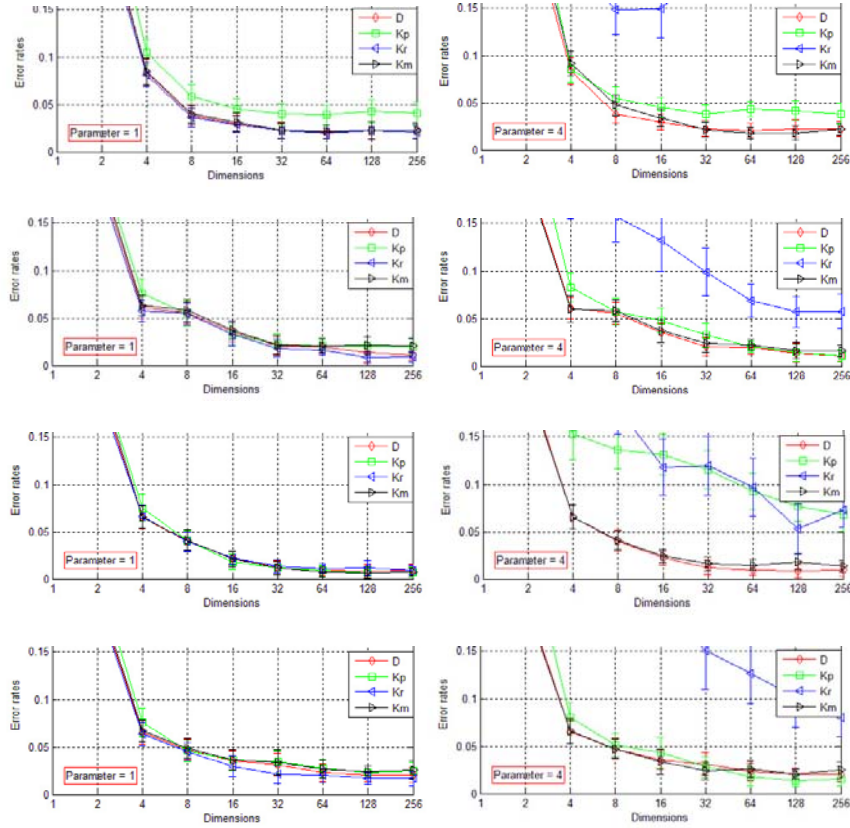 0.15
0.1
0.05
0
Error rates
1 2 4 8 16 32 64 128 256
Dimensions
Parameter = 1
D
Kp
Kr
Km
0.15
0.1
0.05
0
Error rates
1 2 4 8 16 32 64 128 256
Dimensions
Parameter = 4
D
Kp
Kr
Km
0.15
0.1
0.05
0
Error rates
1 2 4 8 16 32 64 128 256
Dimensions
Parameter = 1
D
Kp
Kr
Km
0.15
0.1
0.05
0
Error rates
1 2 4 8 16 32 64 128 256
Dimensions
Parameter = 4
D
Kp
Kr
Km
0.15
0.1
0.05
0
Error rates
1 2 4 8 16 32 64 128 256
Dimensions
Parameter = 1
D
Kp
Kr
Km
0.15
0.1
0.05
0
Error rates
1 2 4 8 16 32 64 128 256
Dimensions
Parameter = 4
D
Kp
Kr
Km
0.15
0.1
0.05
0
Error rates
1 2 4 8 16 32 64 128 256
Dimensions
Parameter = 1
D
Kp
Kr
Km
0.15
0.1
0.05
0
Error rates
1 2 4 8 16 32 64 128 256
Dimensions
Parameter = 4
D
Kp
Kr
Km